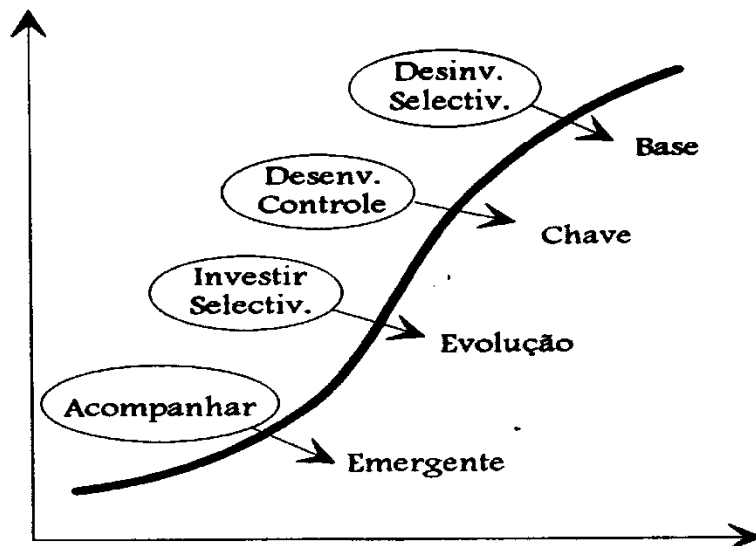 Desinv.
Selectiv.
Base
Desenv.
Controle
Chave
Investir
Selectiv.
Evolução
Acompanhar
Emergente